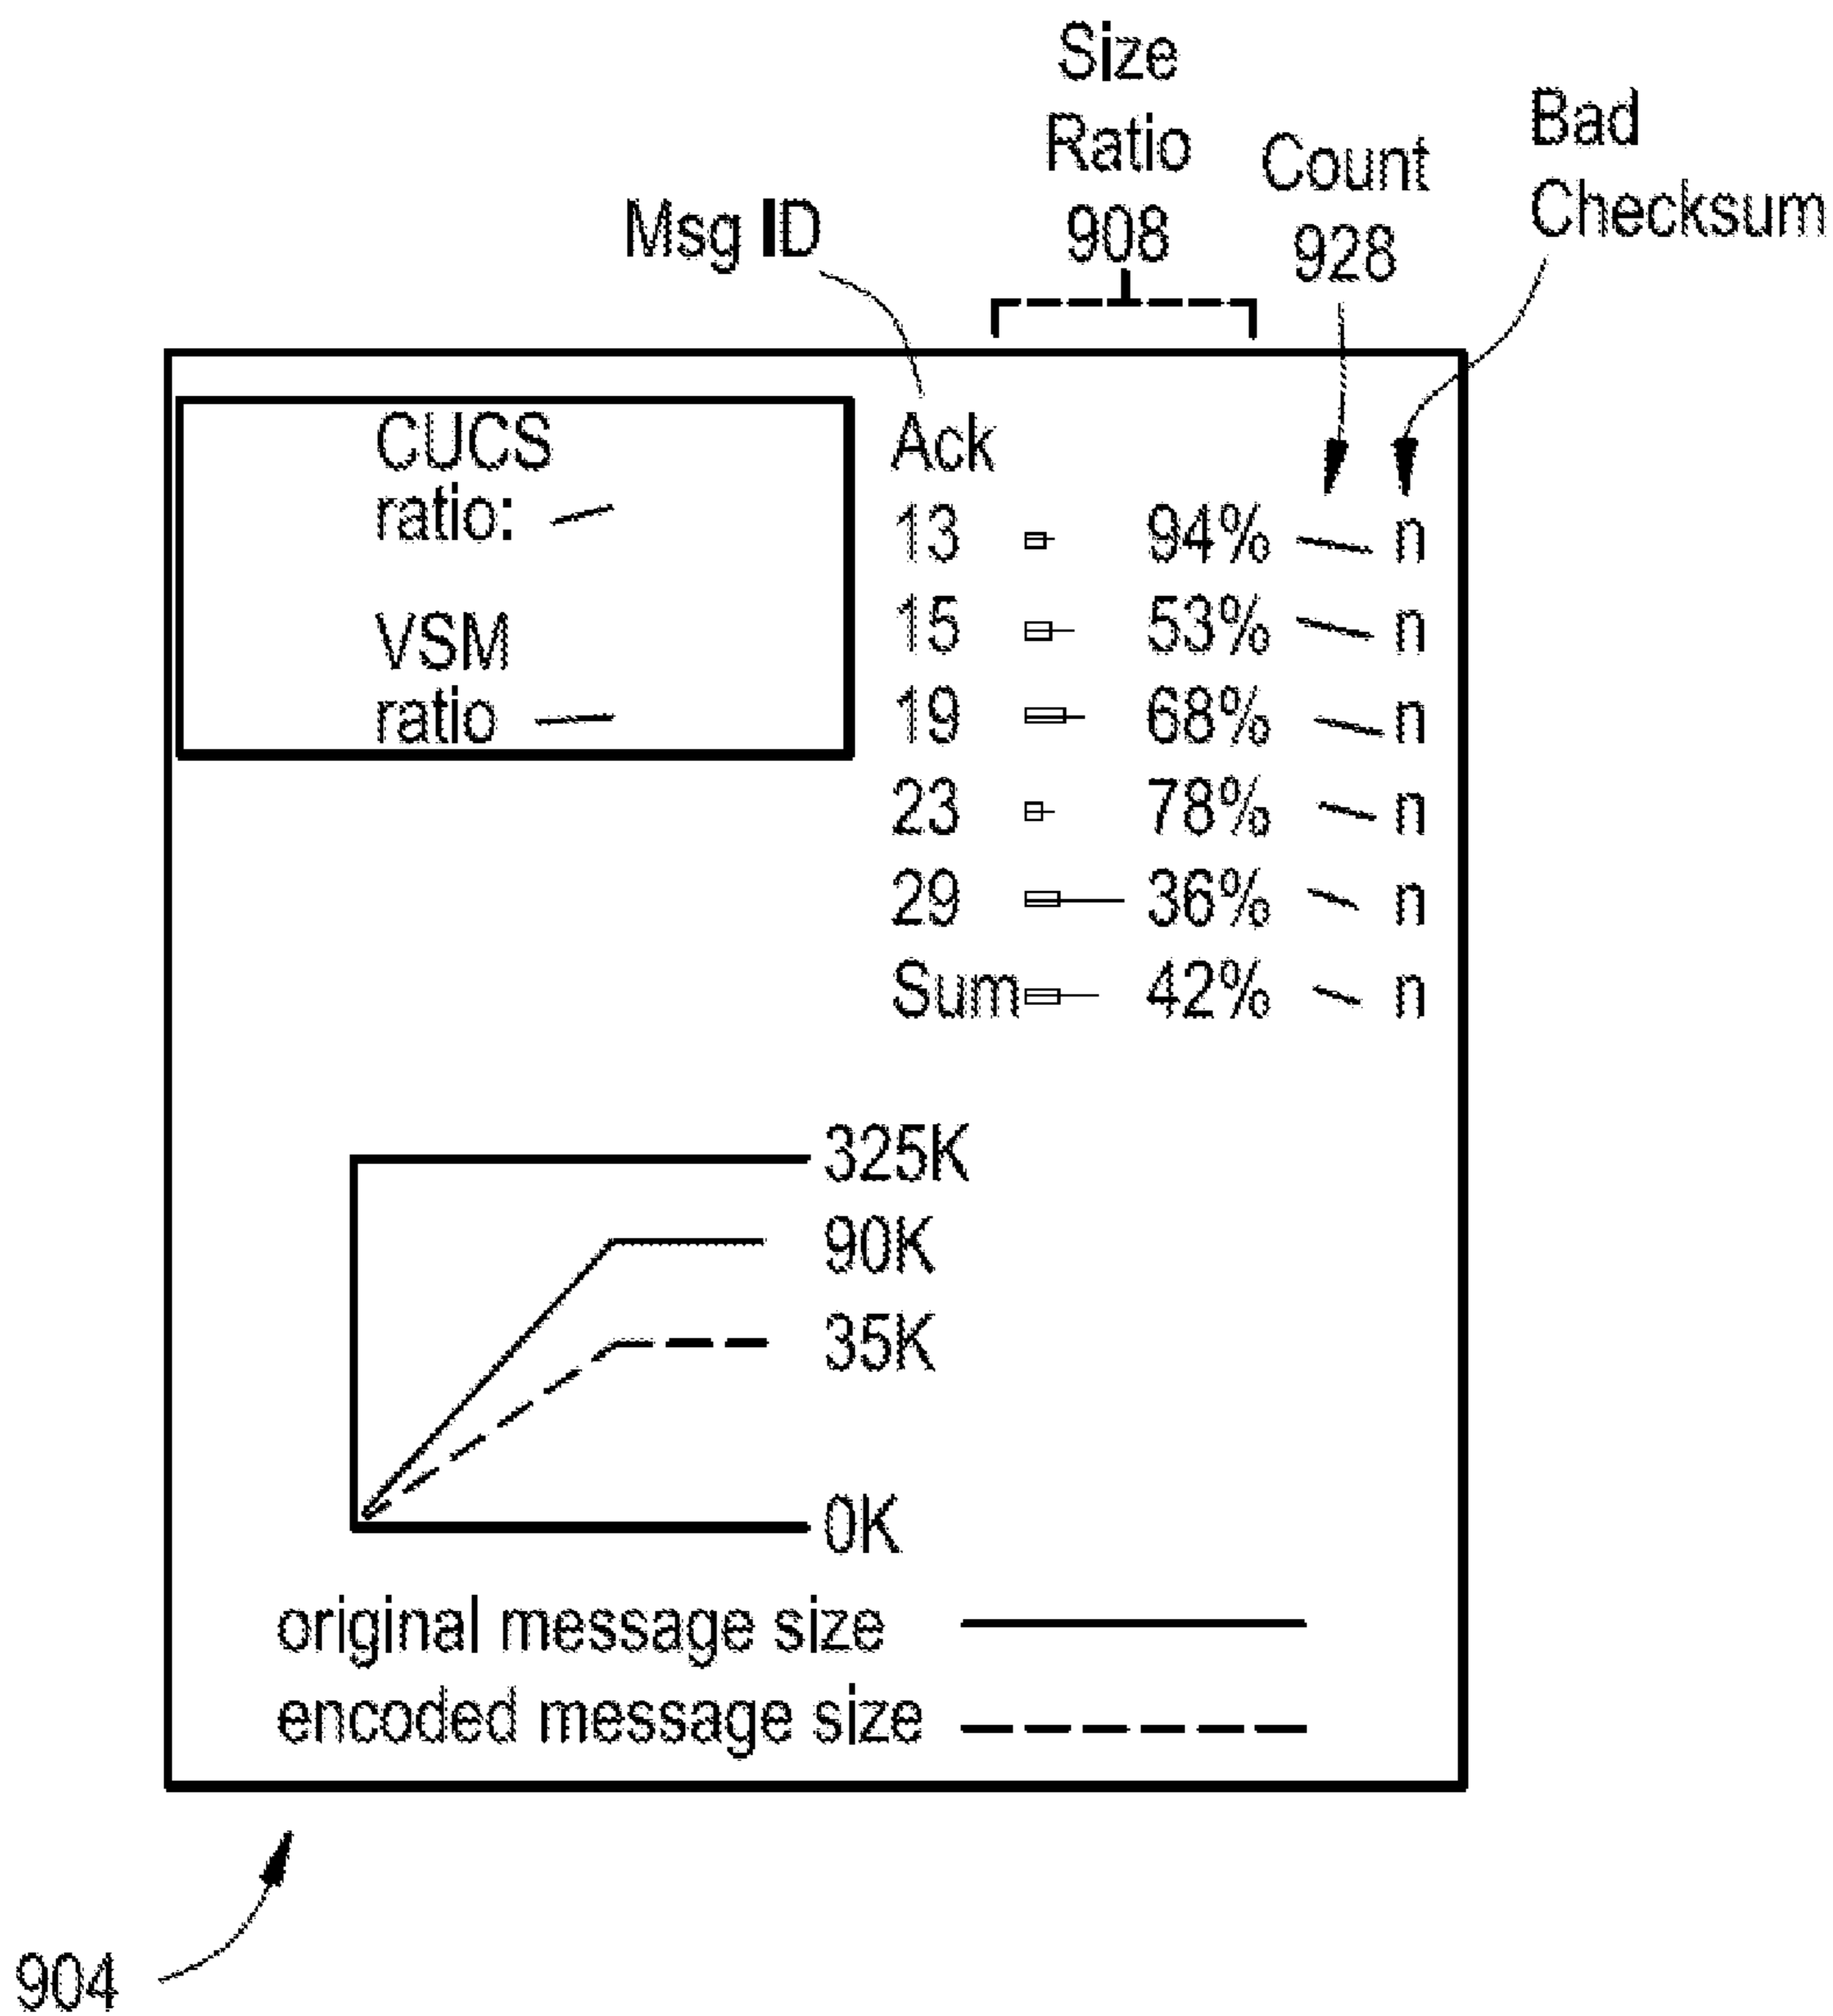 Size
Ratio
908
Count
928
Bad
Checksum
Msg ID
CUCS
ratio:
VSM
ratio
Ack
13 94% n
15 53% n
19 68% n
23 78% n
29 36% n
Sum 42% n
325K
90K
35K
0K
original message size
encoded message size
904